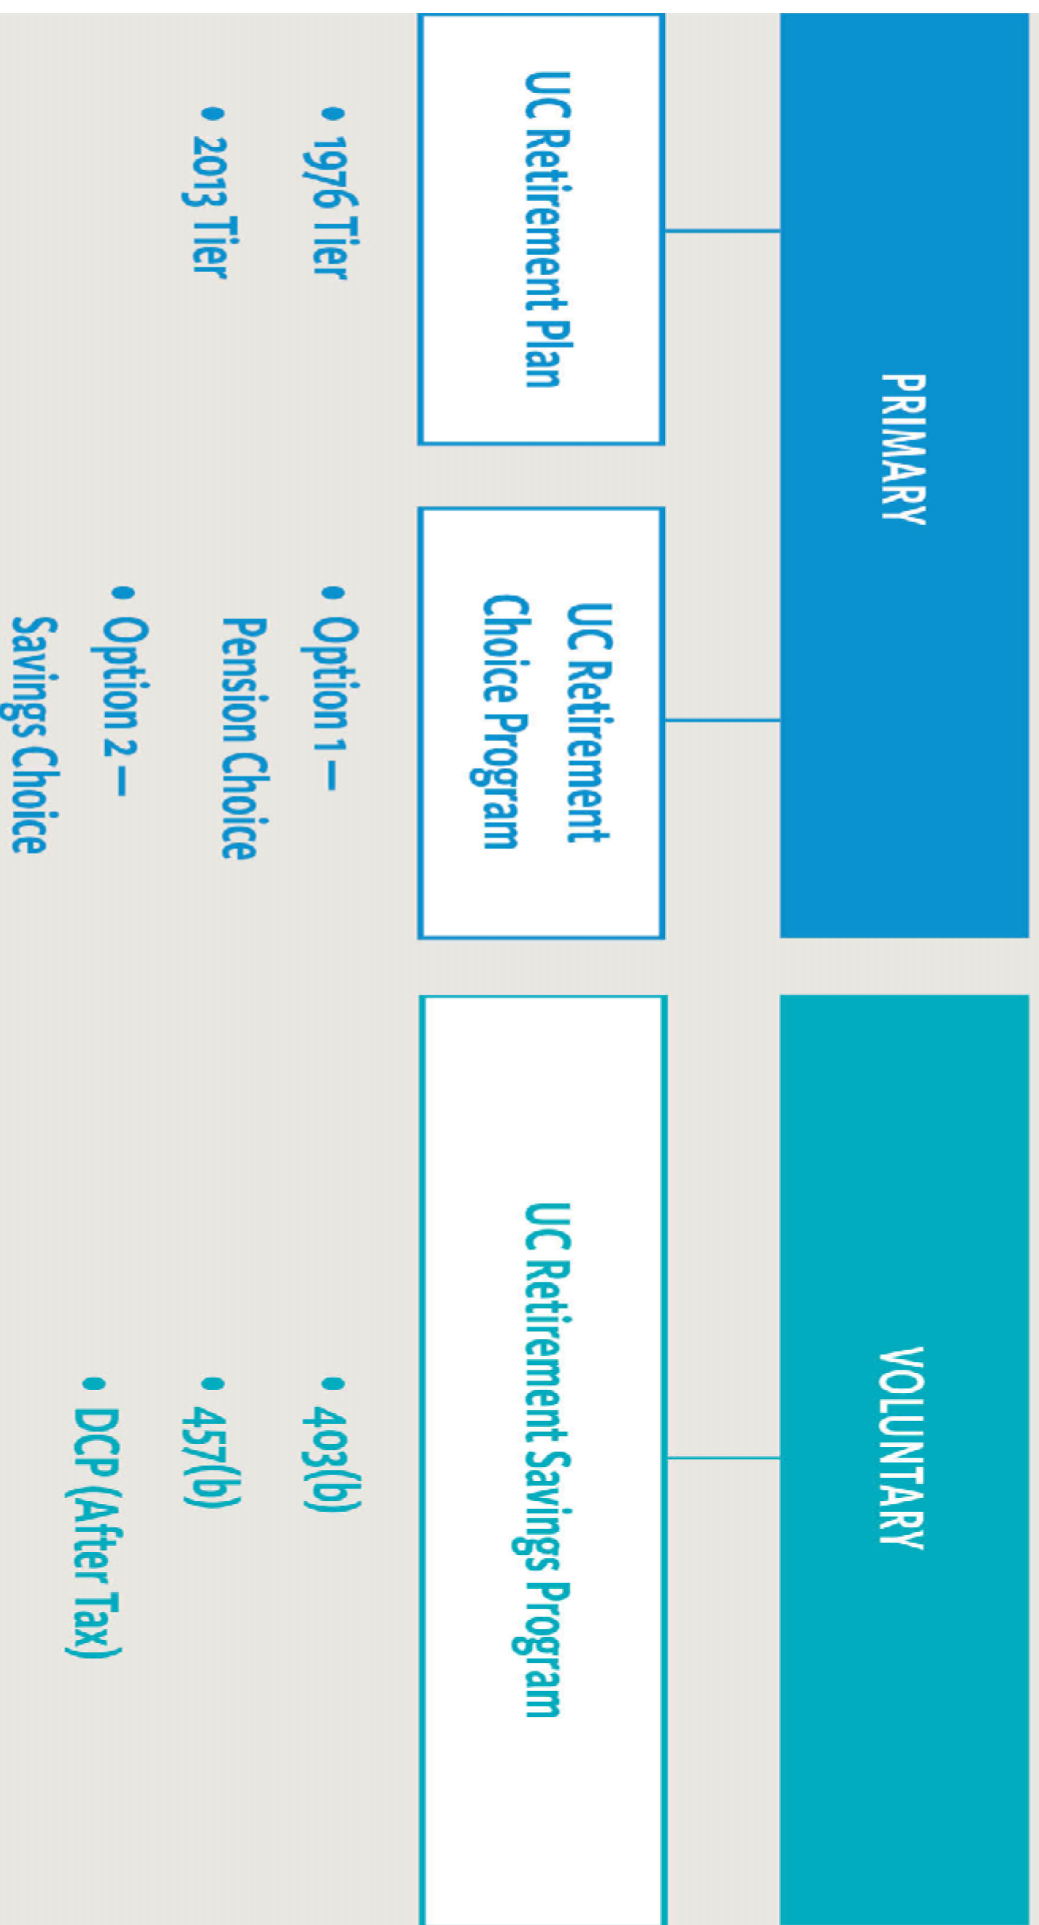 PRIMARY
UC Retirement Plan
• 1976 Tier
• 2013 Tier
UC Retirement
Choice Program
• Option 1 —
Pension Choice
• Option 2 —
Savings Choice
VOLUNTARY
UC Retirement Savings Program
• 403(b)
• 457(b)
• DCP (After Tax)